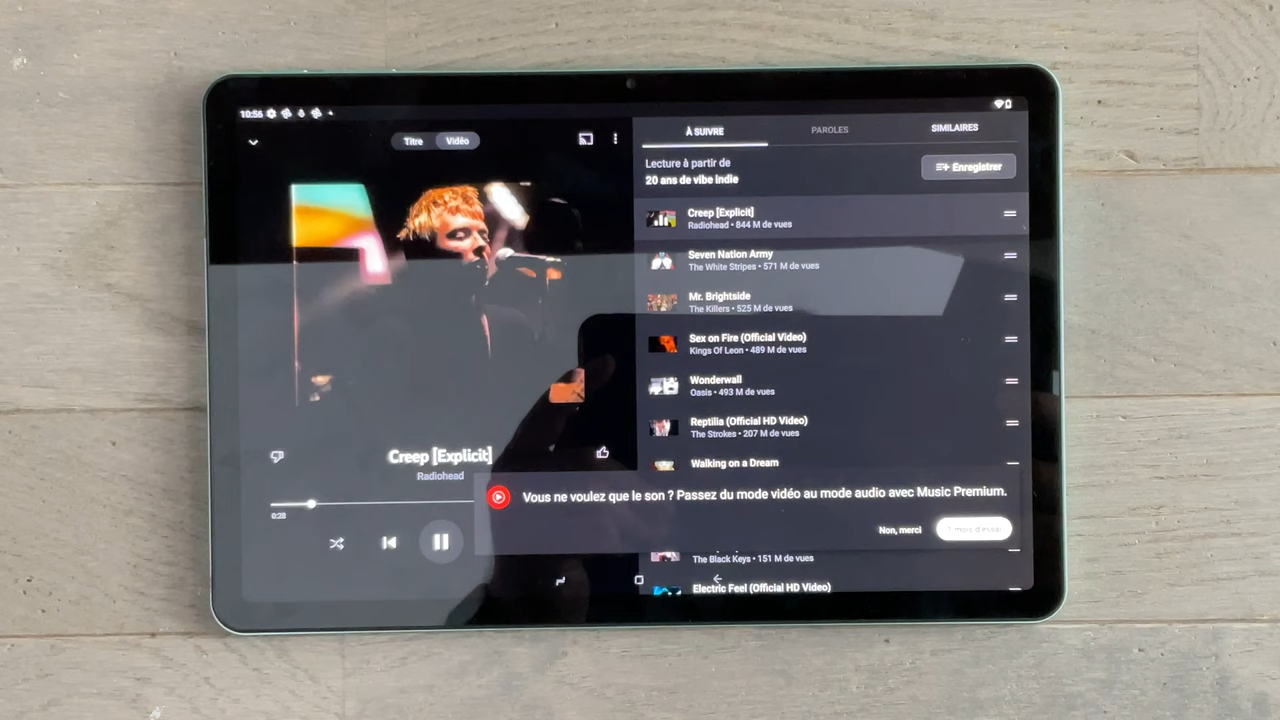 10:56
Titre Vidéo
À SUIVRE PAROLES SIMILAIRES
Lecture à partir de
20 ans de vibe indie
Enregistrer
Creep [Explicit]
Radiohead • 844 M de vues
Seven Nation Army
The White Stripes • 571 M de vues
Mr. Brightside
The Killers • 525 M de vues
Sex on Fire (Official Video)
Kings Of Leon • 489 M de vues
Wonderwall
Oasis • 493 M de vues
Reptilia (Official HD Video)
The Strokes • 207 M de vues
Walking on a Dream
Creep [Explicit]
Radiohead
0:28
Vous ne voulez que le son ? Passez du mode vidéo au mode audio avec Music Premium.
Non, merci 1 mois d'essai
The Black Keys • 151 M de vues
Electric Feel (Official HD Video)